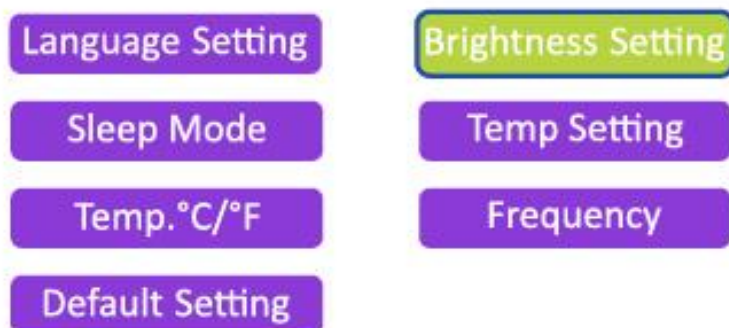 Language Setting
Brightness Setting
Sleep Mode
Temp Setting
Temp.°C/°F
Frequency
Default Setting